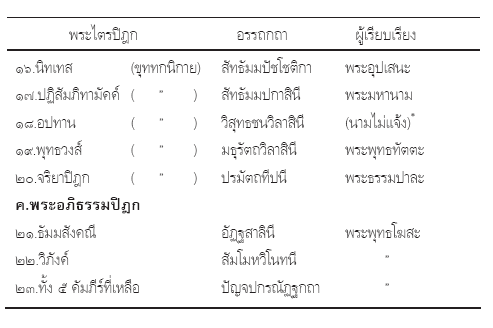 พระไตรปิฎก อรรถกถา ผู้เรียบเรียง
๑๖.นิทเทส (ขุททกนิกาย) สัทธัมมปัชโชติกา พระอุปเสนะ
๑๗.ปฏิสัมภิทามัคค์ ( " ) สัทธัมมปกาสินี พระมหานาม
๑๘.อปทาน ( " ) วิสุทธชนวิลาสินี (นามไม่แจ้ง)*
๑๙.พุทธวงส์ ( " ) มธุรัตถวิลาสินี พระพุทธทัตตะ
๒๐.จริยาปิฎก ( " ) ปรมัตถทีปนี พระธรรมปาละ
ค.พระอภิธรรมปิฎก
๒๑.ธัมมสังคณี อัฏฐสาลินี พระพุทธโฆสะ
๒๒.วิภังค์ สัมโมหวิโนทนี "
๒๓.ทั้ง ๕ คัมภีร์ที่เหลือ ปัญจปกรณัฏฐกถา "